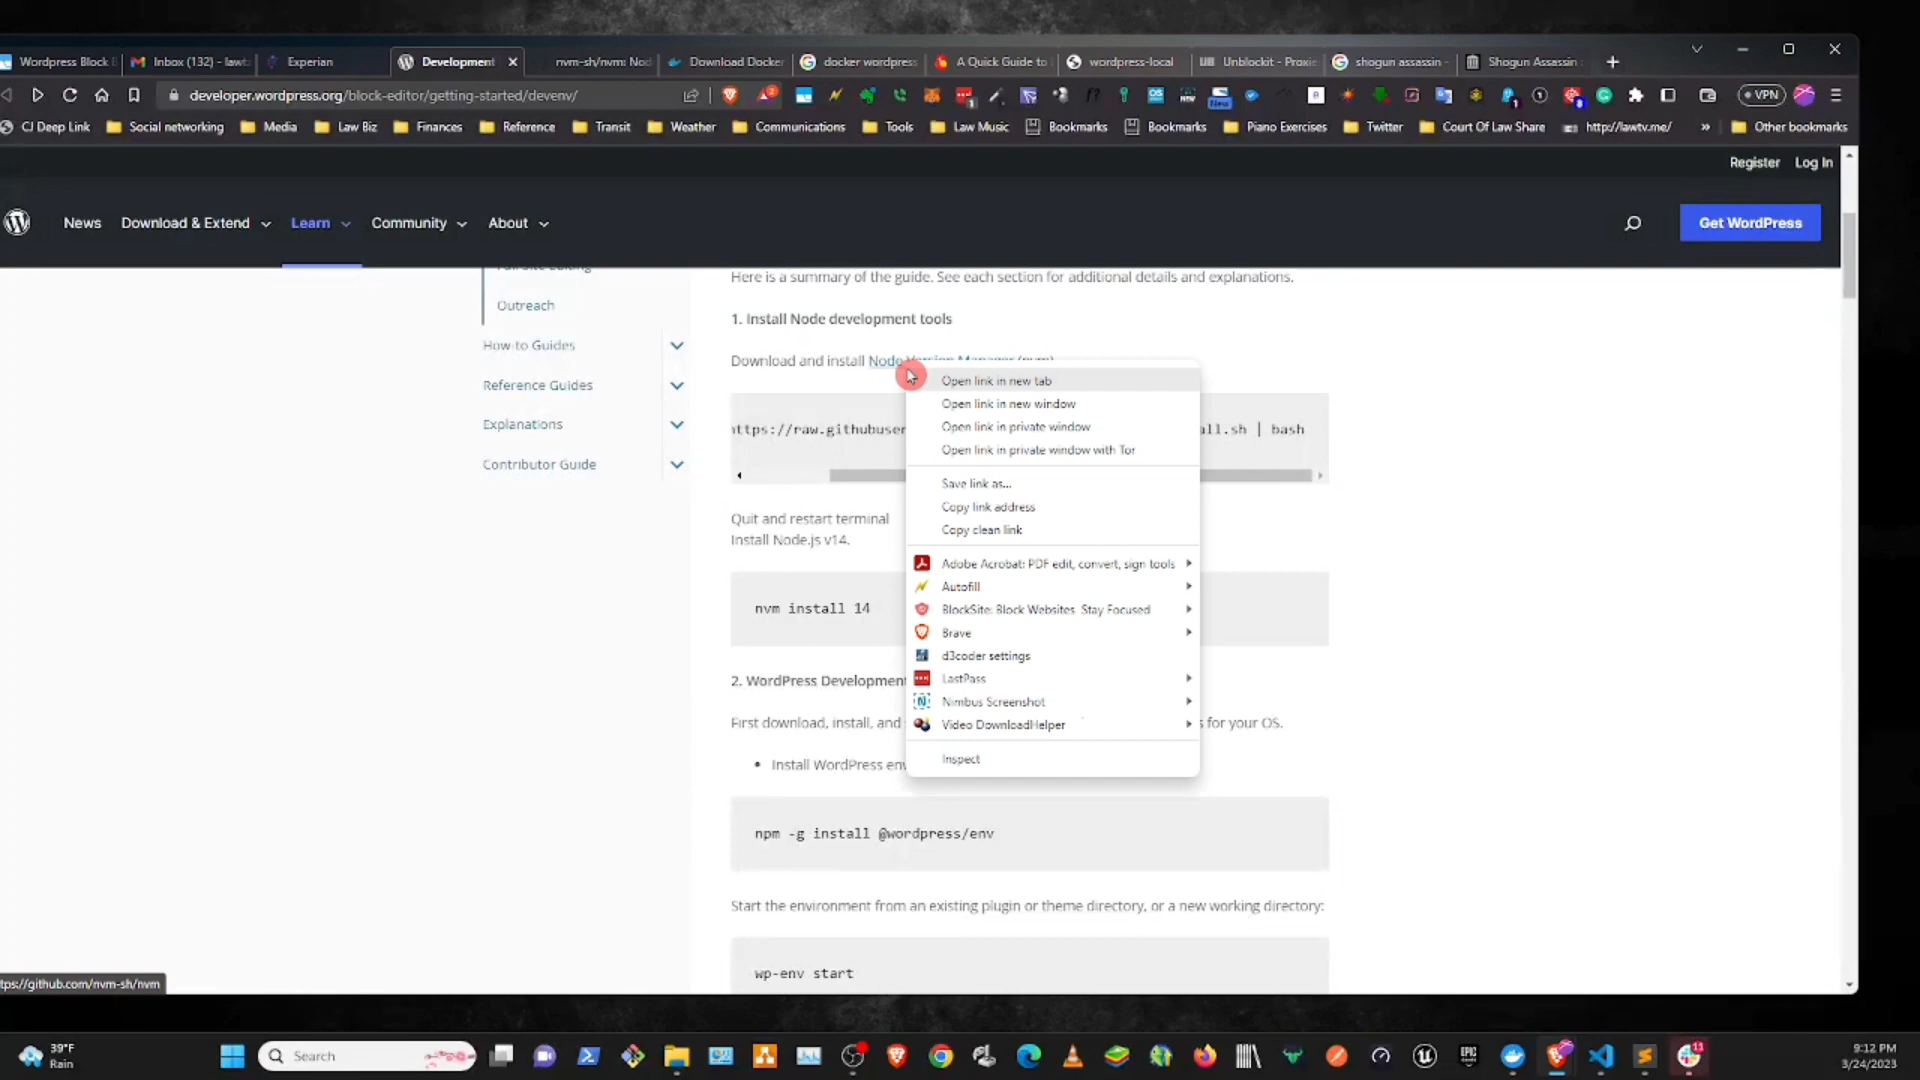 Wordpress Block
Inbox (132) - lawt
Experian
Development
nvm-sh/nvm: Nod
Download Docker
docker wordpress
A Quick Guide to
wordpress-local
Unblockit - Proxie
shogun assassin -
Shogun Assassin
developer.wordpress.org/block-editor/getting-started/devenv/
VPN
CJ Deep Link
Social networking
Media
Law Biz
Finances
Reference
Transit
Weather
Communications
Tools
Law Music
Bookmarks
Bookmarks
Piano Exercises
Twitter
Court Of Law Share
http://lawtv.me/
»
Other bookmarks
Register
Log In
News
Download & Extend
Learn
Community
About
Get WordPress
Outreach
How-to Guides
Reference Guides
Explanations
Contributor Guide
Here is a summary of the guide. See each section for additional details and explanations.
1. Install Node development tools
Download and install Node Version Manager (nvm)
https://raw.githubuser
all.sh | bash
Quit and restart terminal
Install Node.js v14.
nvm install 14
2. WordPress Development
First download, install, and
s for your OS.
• Install WordPress env
npm -g install @wordpress/env
Start the environment from an existing plugin or theme directory, or a new working directory:
wp-env start
Open link in new tab
Open link in new window
Open link in private window
Open link in private window with Tor
Save link as...
Copy link address
Copy clean link
Adobe Acrobat: PDF edit, convert, sign tools
Autofill
BlockSite: Block Websites Stay Focused
Brave
d3coder settings
LastPass
Nimbus Screenshot
Video DownloadHelper
Inspect
tps://github.com/nvm-sh/nvm
39°F
Rain
Search
9:12 PM
3/24/2023